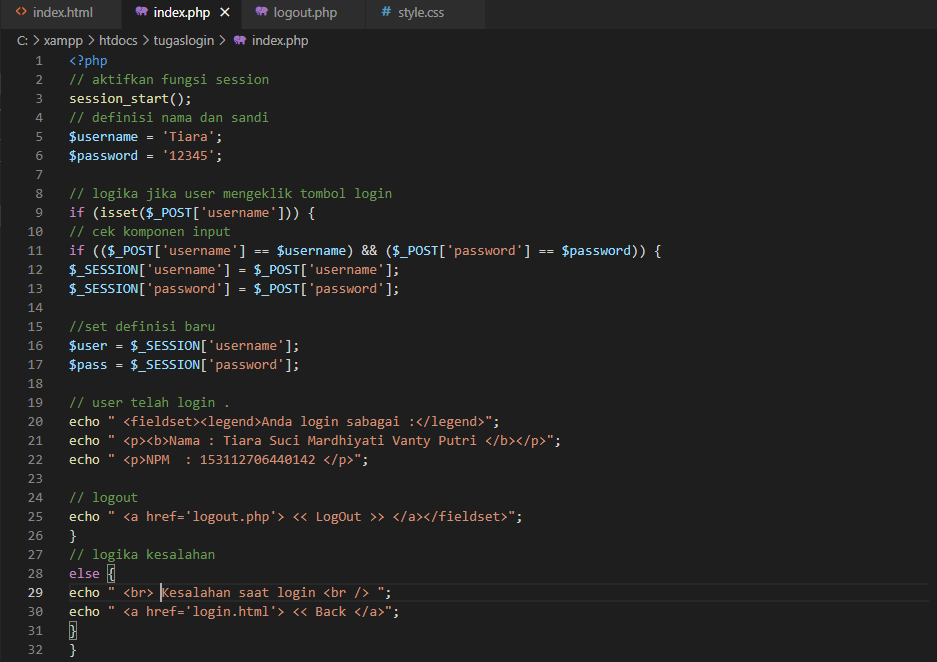 index.html index.php logout.php # style.css
C: > xampp > htdocs > tugaslogin > index.php
1 <?php
2 // aktifkan fungsi session
3 session_start();
4 // definisi nama dan sandi
5 $username = 'Tiara';
6 $password = '12345';
7
8 // logika jika user mengeklik tombol login
9 if (isset($_POST['username'])) {
10 // cek komponen input
11 if (($_POST['username'] == $username) && ($_POST['password'] == $password)) {
12 $_SESSION['username'] = $_POST['username'];
13 $_SESSION['password'] = $_POST['password'];
14
15 //set definisi baru
16 $user = $_SESSION['username'];
17 $pass = $_SESSION['password'];
18
19 // user telah login .
20 echo " <fieldset><legend>Anda login sabagai :</legend>";
21 echo " <p><b>Nama : Tiara Suci Mardhiyati Vanty Putri </b></p>";
22 echo " <p>NPM  : 153112706440142 </p>";
23
24 // logout
25 echo " <a href='logout.php'> << LogOut >> </a></fieldset>";
26 }
27 // logika kesalahan
28 else {
29 echo " <br> Kesalahan saat login <br /> ";
30 echo " <a href='login.html'> << Back </a>";
31 }
32 }